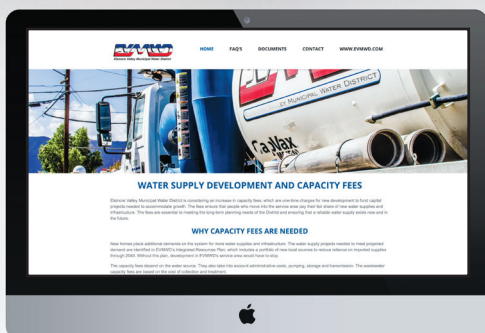 EVMWD
Elsinore Valley Municipal Water District
HOME FAQ'S DOCUMENTS CONTACT WWW.EVMWD.COM
EY MUNICIPAL WATER DISTRICT
WATER SUPPLY DEVELOPMENT AND CAPACITY FEES
Elsinore Valley Municipal Water District is considering an increase in capacity fees, which are one-time charges for new development to fund capital
projects needed to accommodate growth. The fees ensure that people who move into the service area pay their fair share of new water supplies and
infrastructure. The fees are essential to meeting the long-term planning needs of the District and ensuring that a reliable water supply exists now and in
the future.
WHY CAPACITY FEES ARE NEEDED
New homes place additional demands on the system for more water supplies and infrastructure. The water supply projects needed to meet projected
demand are identified in EVMWD's Integrated Resources Plan, which includes a portfolio of new local sources to reduce reliance on imported supplies
through 2040. Without this plan, development in EVMWD's service area would have to stop.
The capacity fees depend on the water source. They also take into account administrative costs, pumping, storage and transmission. The wastewater
capacity fees are based on the cost of collection and treatment.